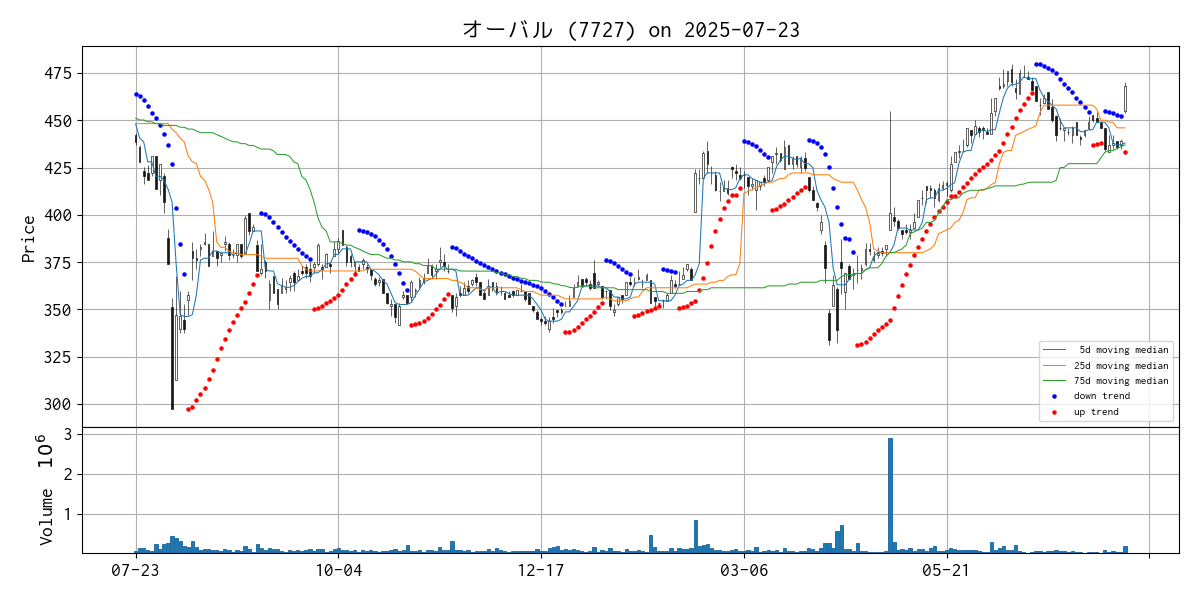 オーバル (7727) on 2025-07-23
475
450
425
400
375
350
325
300
Price
5d moving median
25d moving median
75d moving median
down trend
up trend
3
2
1
Volume 10^6
07-23
10-04
12-17
03-06
05-21